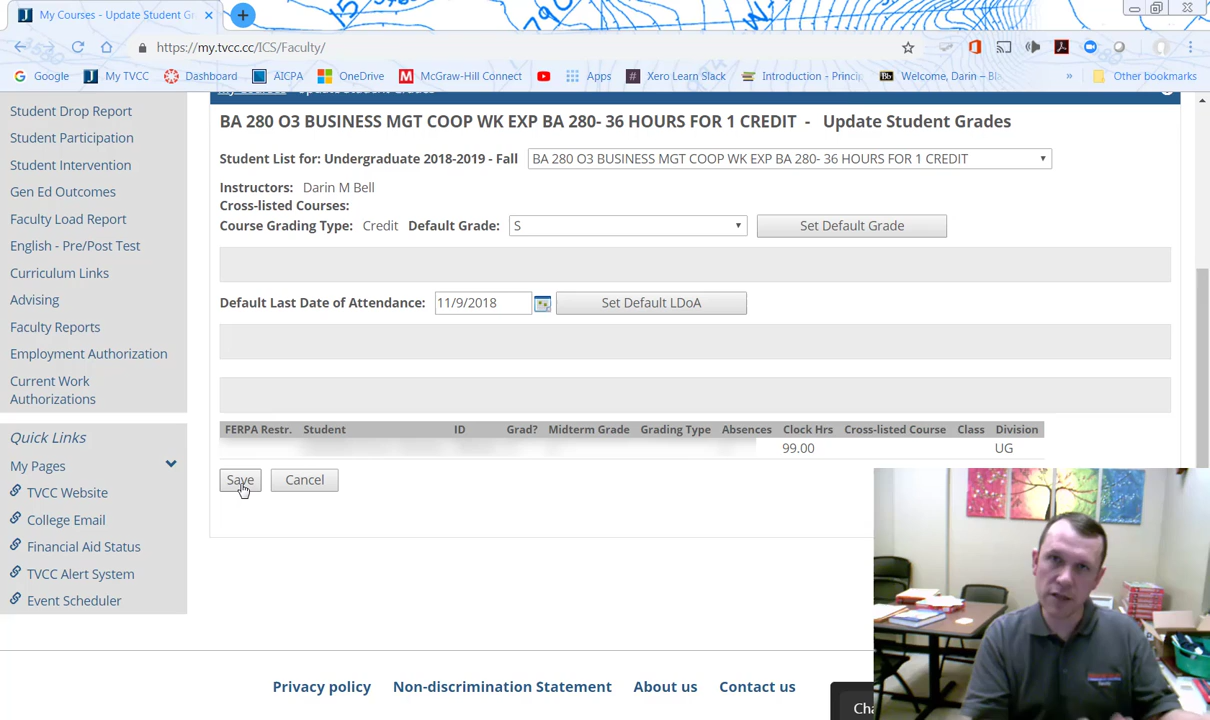 My Courses - Update Student Gr
https://my.tvcc.cc/ICS/Faculty/
Google My TVCC Dashboard AICPA OneDrive McGraw-Hill Connect Apps Xero Learn Slack Introduction - Princip Welcome, Darin – Bla » Other bookmarks
Student Drop Report
Student Participation
Student Intervention
Gen Ed Outcomes
Faculty Load Report
English - Pre/Post Test
Curriculum Links
Advising
Faculty Reports
Employment Authorization
Current Work
Authorizations
Quick Links
My Pages
TVCC Website
College Email
Financial Aid Status
TVCC Alert System
Event Scheduler
BA 280 O3 BUSINESS MGT COOP WK EXP BA 280- 36 HOURS FOR 1 CREDIT - Update Student Grades
Student List for: Undergraduate 2018-2019 - Fall BA 280 O3 BUSINESS MGT COOP WK EXP BA 280- 36 HOURS FOR 1 CREDIT
Instructors: Darin M Bell
Cross-listed Courses:
Course Grading Type: Credit Default Grade: S Set Default Grade
Default Last Date of Attendance: 11/9/2018 Set Default LDoA
FERPA Restr. Student ID Grad? Midterm Grade Grading Type Absences Clock Hrs Cross-listed Course Class Division
99.00 UG
Save Cancel
Privacy policy Non-discrimination Statement About us Contact us
Cha